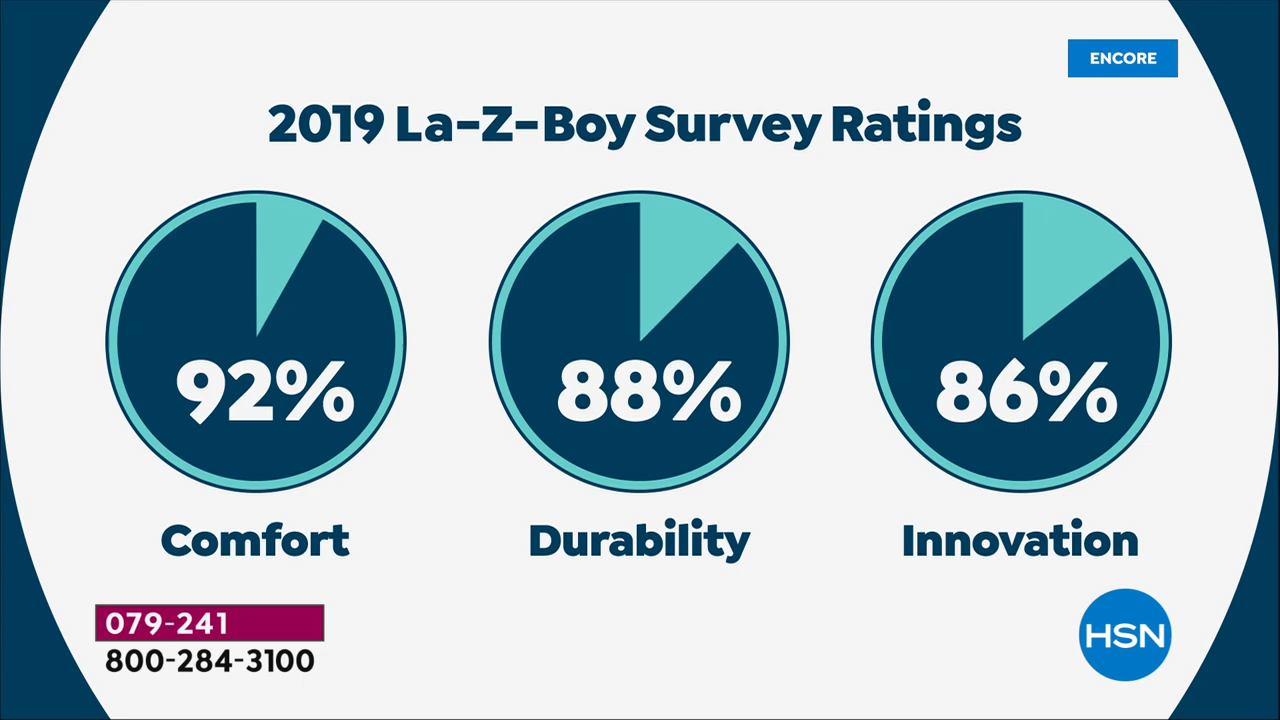 ENCORE
2019 La-Z-Boy Survey Ratings
92%
88%
86%
Comfort
Durability
Innovation
079-241
800-284-3100
HSN